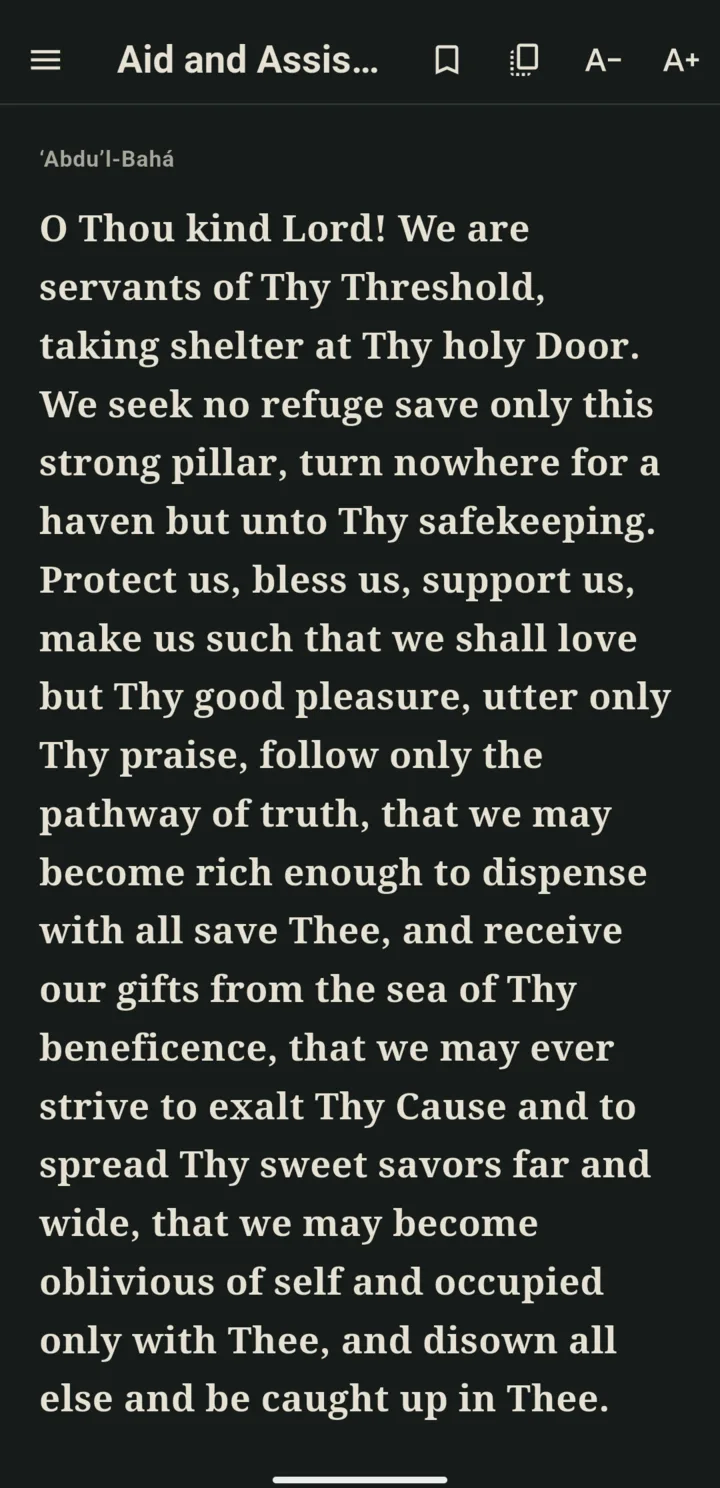 Aid and Assis...
A-
A+
‘Abdu’l-Bahá
O Thou kind Lord! We are
servants of Thy Threshold,
taking shelter at Thy holy Door.
We seek no refuge save only this
strong pillar, turn nowhere for a
haven but unto Thy safekeeping.
Protect us, bless us, support us,
make us such that we shall love
but Thy good pleasure, utter only
Thy praise, follow only the
pathway of truth, that we may
become rich enough to dispense
with all save Thee, and receive
our gifts from the sea of Thy
beneficence, that we may ever
strive to exalt Thy Cause and to
spread Thy sweet savors far and
wide, that we may become
oblivious of self and occupied
only with Thee, and disown all
else and be caught up in Thee.